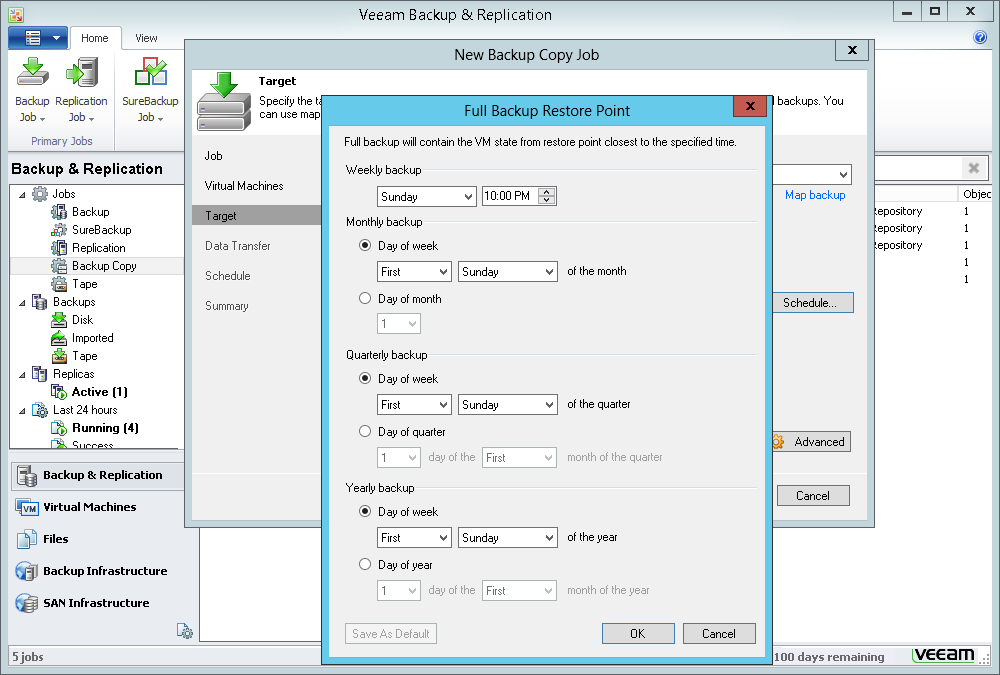 Veeam Backup & Replication
Home
View
Backup
Job
Replication
Job
SureBackup
Job
Primary Jobs
Backup & Replication
Jobs
Backup
SureBackup
Replication
Backup Copy
Tape
Backups
Disk
Imported
Tape
Replicas
Active (1)
Last 24 hours
Running (4)
Success
Backup & Replication
Virtual Machines
Files
Backup Infrastructure
SAN Infrastructure
5 jobs
New Backup Copy Job
X
Target
Specify the ta
can use map
backups. You
Job
Virtual Machines
Target
Data Transfer
Schedule
Summary
Map backup
Schedule...
Advanced
Cancel
Full Backup Restore Point
X
Full backup will contain the VM state from restore point closest to the specified time.
Weekly backup
Sunday 10:00 PM
Monthly backup
Day of week
First Sunday of the month
Day of month
1
Quarterly backup
Day of week
First Sunday of the quarter
Day of quarter
1 day of the First month of the quarter
Yearly backup
Day of week
First Sunday of the year
Day of year
1 day of the First month of the year
Save As Default OK Cancel
Objec
Repository 1
Repository 1
Repository 1
1
1
100 days remaining
veeam